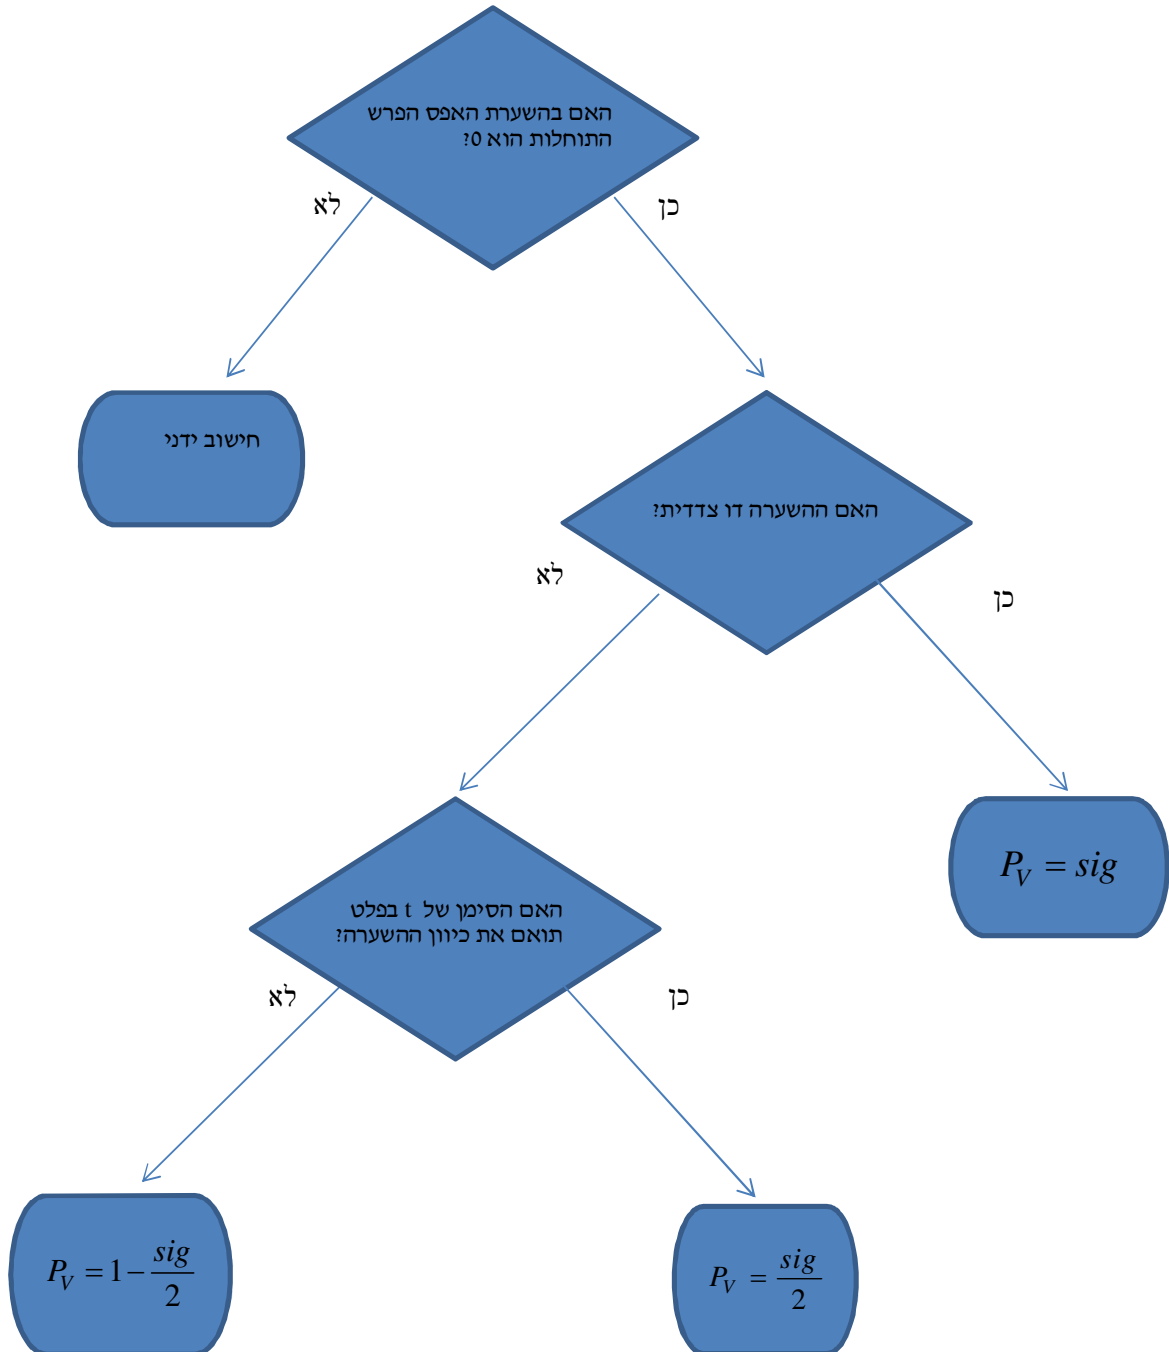 האם בהשערת האפס הפרש
התוחלות הוא 0?
כן
לא
חישוב ידני
האם ההשערה דו צדדית?
לא
כן
P_V = sig
האם הסימן של t בפלט
תואם את כיוון ההשערה?
כן
לא
P_V = 1 - sig/2
P_V = sig/2